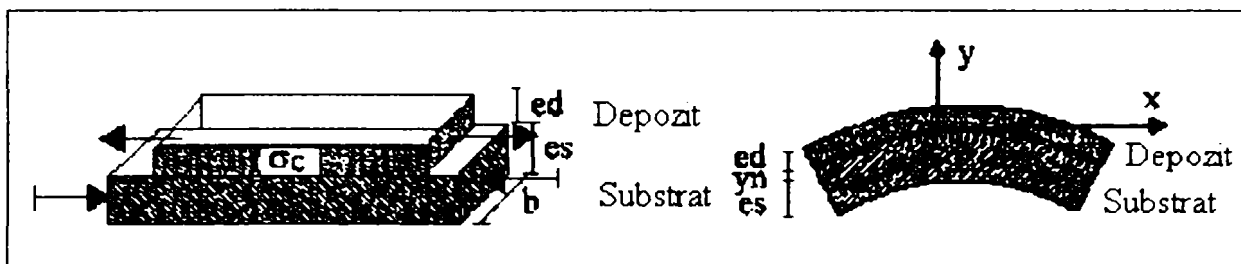 ed
Depozit
es
σc
Substrat
b
y
x
ed
Depozit
yn
es
Substrat